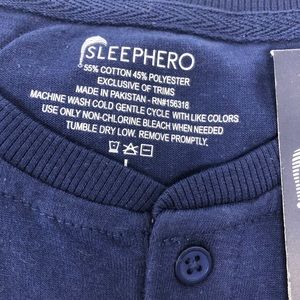 SLEEPHERO
55% COTTON 45% POLYESTER
EXCLUSIVE OF TRIMS
MADE IN PAKISTAN - RN#156318
MACHINE WASH COLD GENTLE CYCLE WITH LIKE COLORS
USE ONLY NON-CHLORINE BLEACH WHEN NEEDED
TUMBLE DRY LOW. REMOVE PROMPTLY.
L